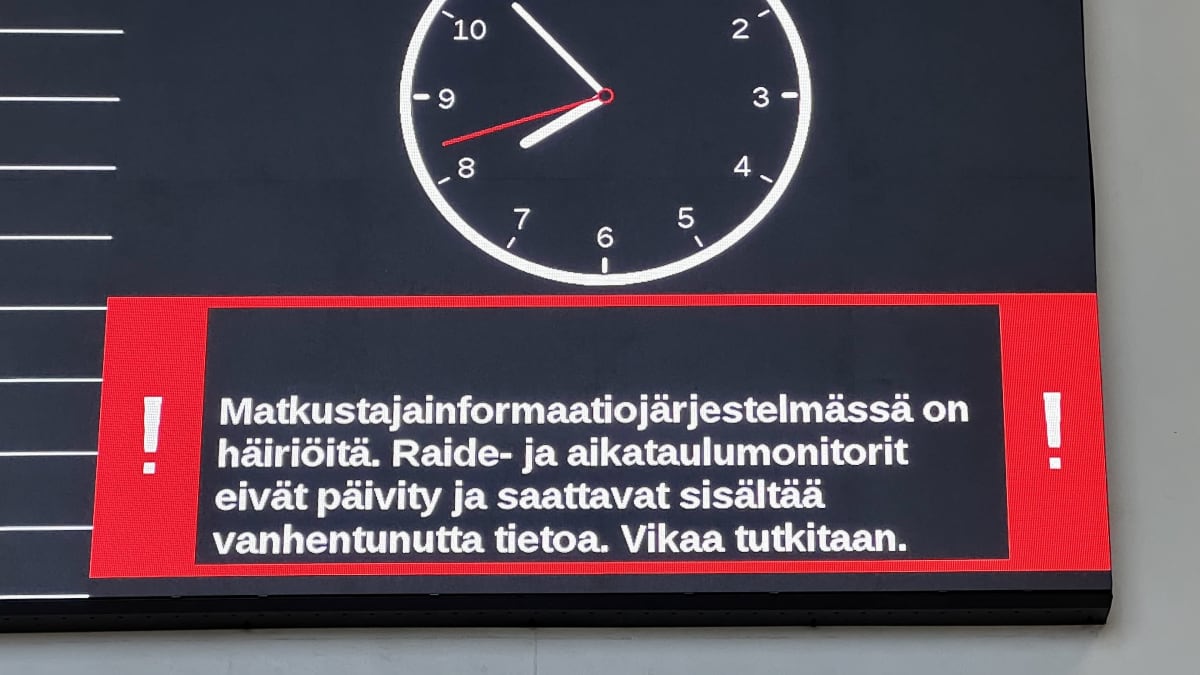 10
2
9
3
8
4
7
5
6
!
Matkustajainformaatiojärjestelmässä on
häiriöitä. Raide- ja aikataulumonitorit
eivät päivity ja saattavat sisältää
vanhentunutta tietoa. Vikaa tutkitaan.
!